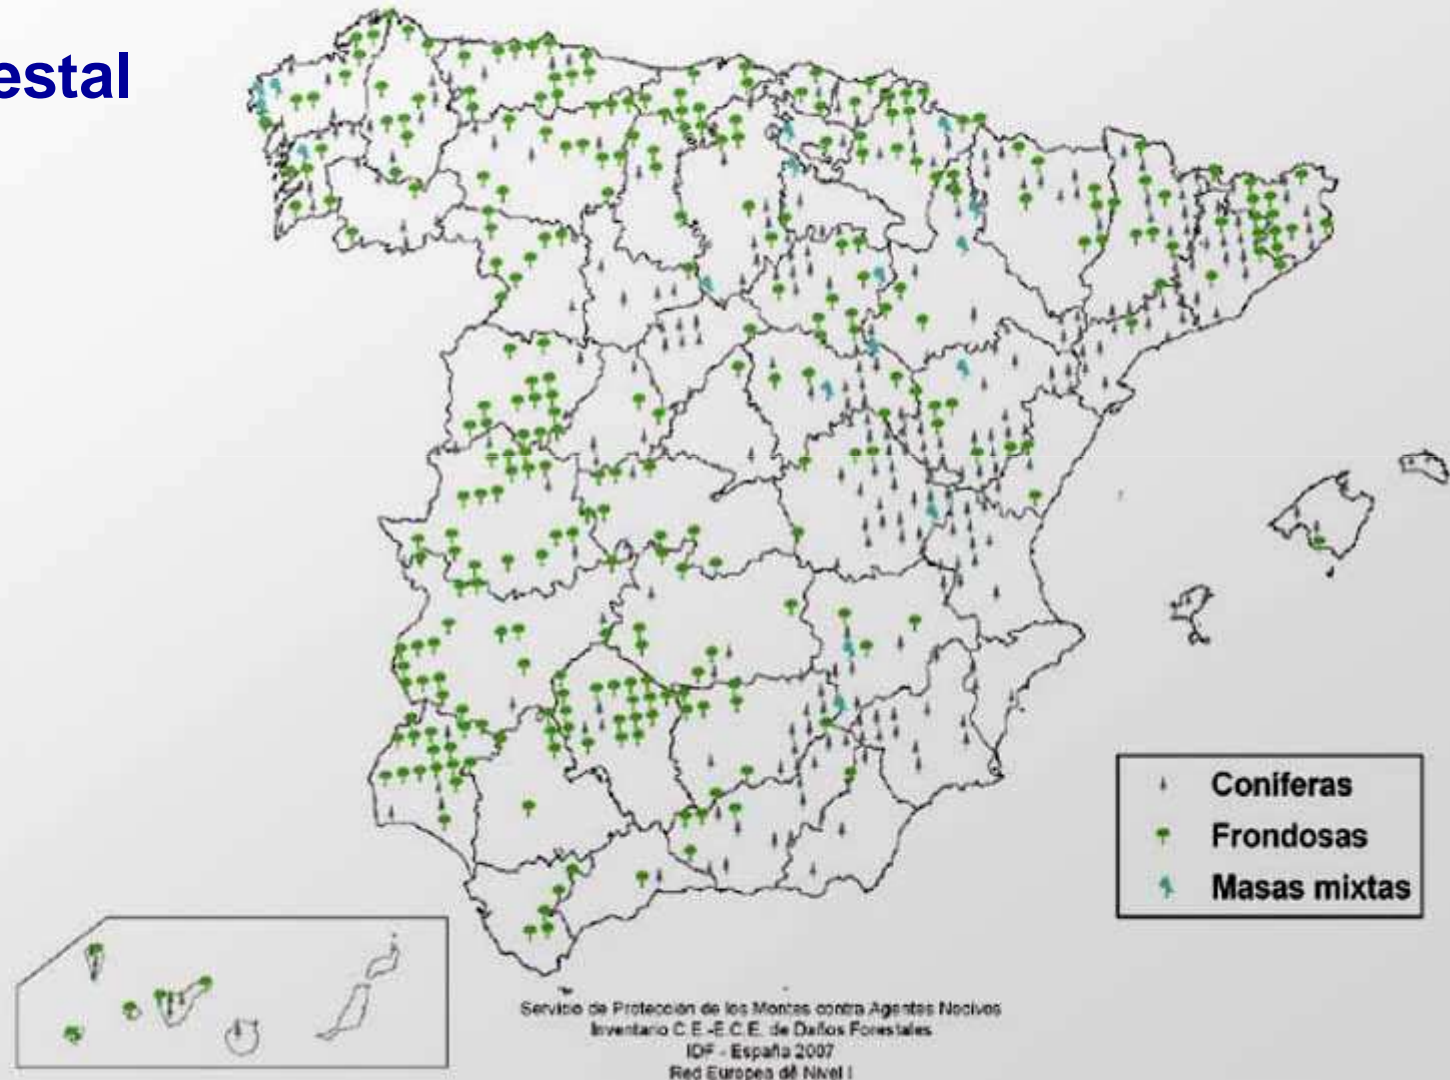 estal
Coníferas
Frondosas
Masas mixtas
Servicio de Protección de los Montes contra Agentes Nocivos
Inventario C.E.-E.C.E. de Daños Forestales
IDF - España 2007
Red Europea de Nivel I